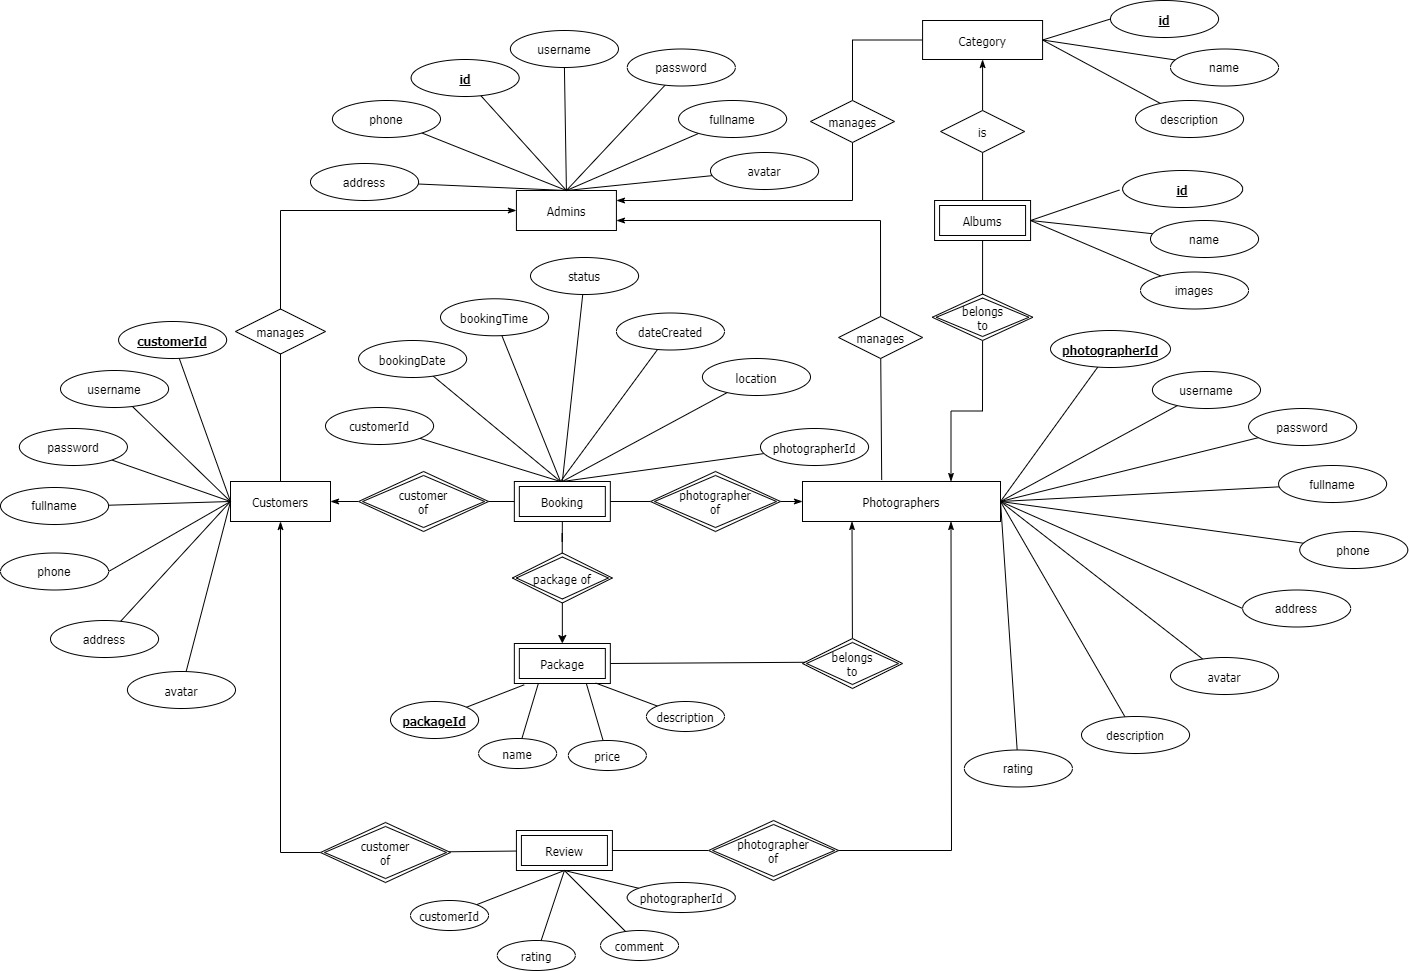 id
Category
username
name
password
id
phone
fullname
description
manages
is
avatar
address
id
Admins
Albums
name
status
images
bookingTime
belongs
to
dateCreated
manages
manages
customerId
photographerId
bookingDate
location
username
username
customerId
password
password
photographerId
fullname
customer
of
photographer
of
fullname
Customers
Booking
Photographers
phone
phone
package of
address
address
Package
belongs
to
avatar
avatar
packageId
description
description
name
price
rating
customer
of
Review
photographer
of
photographerId
customerId
comment
rating